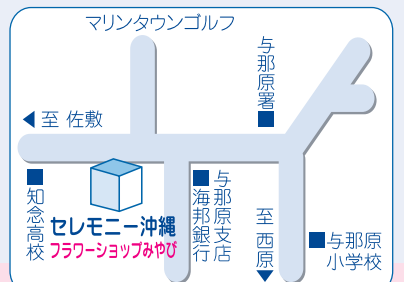 マリンタウンゴルフ
与那原署
至 佐敷
知念高校
セレモニー沖縄
フラワーショップみやび
与那原支店
海邦銀行
至 西原
与那原
小学校